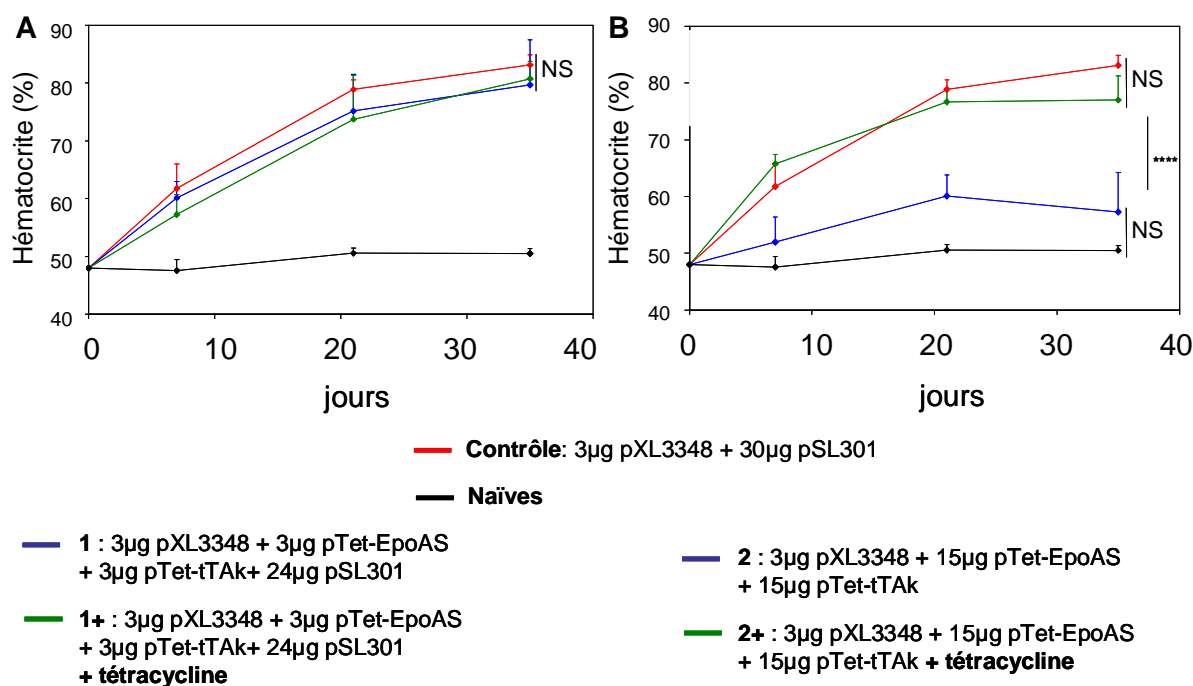 A
B
Hématocrite (%)
90
80
70
60
50
40
NS
0
10
20
30
40
jours
Hématocrite (%)
90
80
70
60
50
40
NS
****
NS
0
10
20
30
40
jours
Contrôle: 3µg pXL3348 + 30µg pSL301
Naïves
1 : 3µg pXL3348 + 3µg pTet-EpoAS
+ 3µg pTet-tTAk+ 24µg pSL301
1+ : 3µg pXL3348 + 3µg pTet-EpoAS
+ 3µg pTet-tTAk+ 24µg pSL301
+ tétracycline
2 : 3µg pXL3348 + 15µg pTet-EpoAS
+ 15µg pTet-tTAk
2+ : 3µg pXL3348 + 15µg pTet-EpoAS
+ 15µg pTet-tTAk + tétracycline